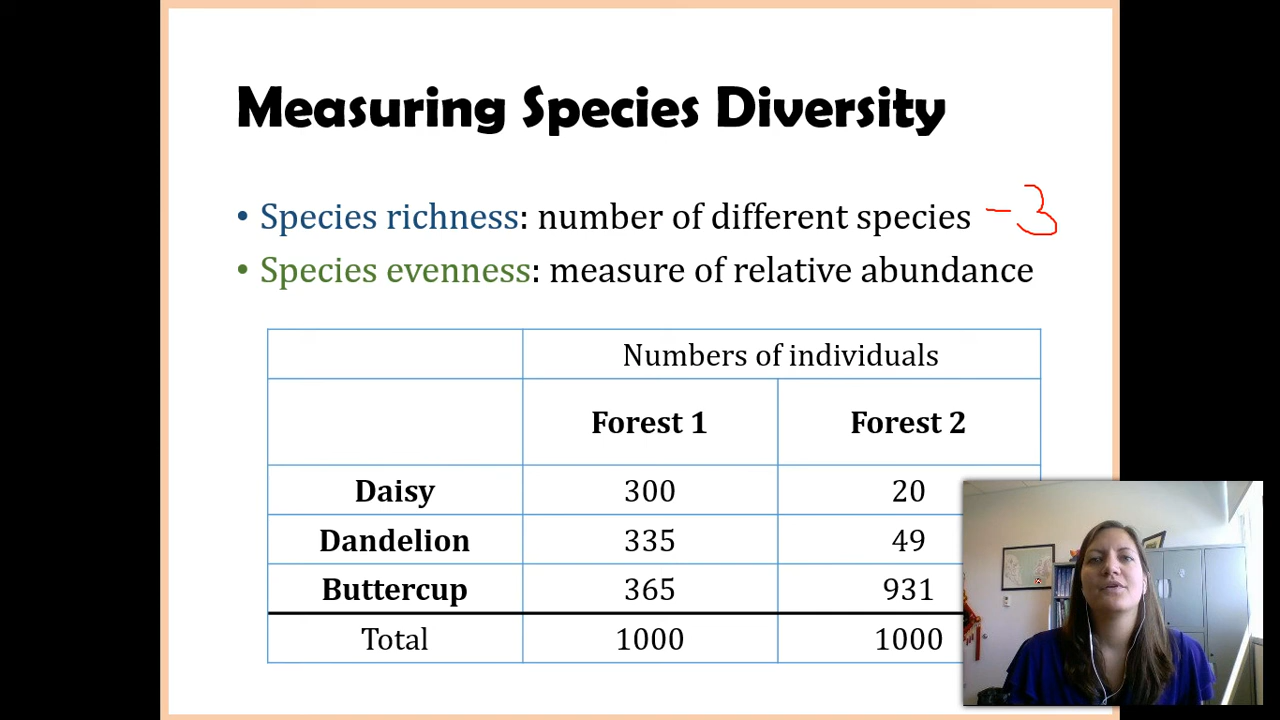 Measuring Species Diversity
• Species richness: number of different species -3
• Species evenness: measure of relative abundance
Numbers of individuals
Forest 1 Forest 2
Daisy 300 20
Dandelion 335 49
Buttercup 365 931
Total 1000 1000